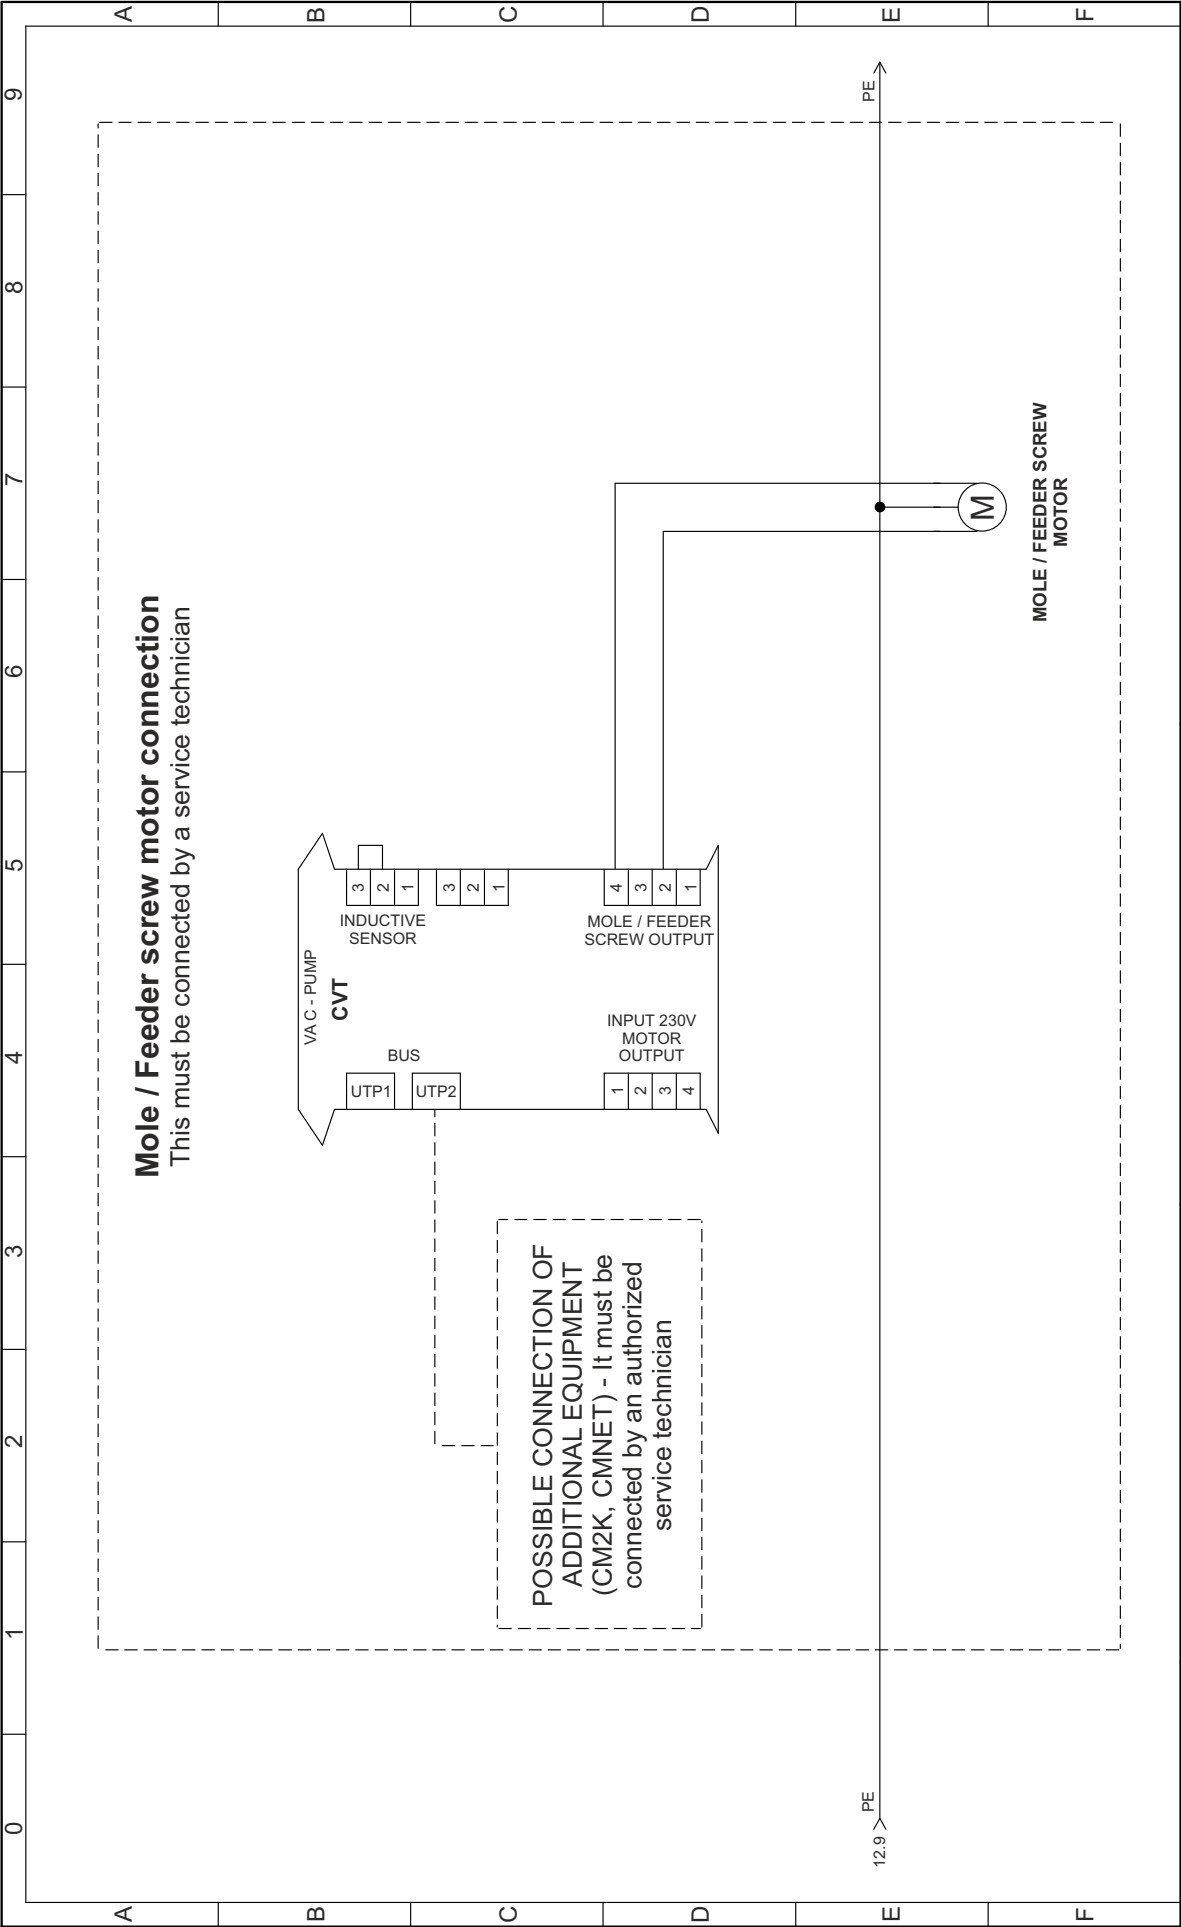 0 1 2 3 4 5 6 7 8 9
A
A
B
B
C
C
D
D
E
E
F
F
Mole / Feeder screw motor connection
This must be connected by a service technician
VA C - PUMP
CVT
BUS
UTP1
UTP2
INDUCTIVE
SENSOR
3
2
1
3
2
1
INPUT 230V
MOTOR
OUTPUT
1
2
3
4
MOLE / FEEDER
SCREW OUTPUT
4
3
2
1
POSSIBLE CONNECTION OF
ADDITIONAL EQUIPMENT
(CM2K, CMNET) - It must be
connected by an authorized
service technician
12.9
PE
PE
M
MOLE / FEEDER SCREW
MOTOR